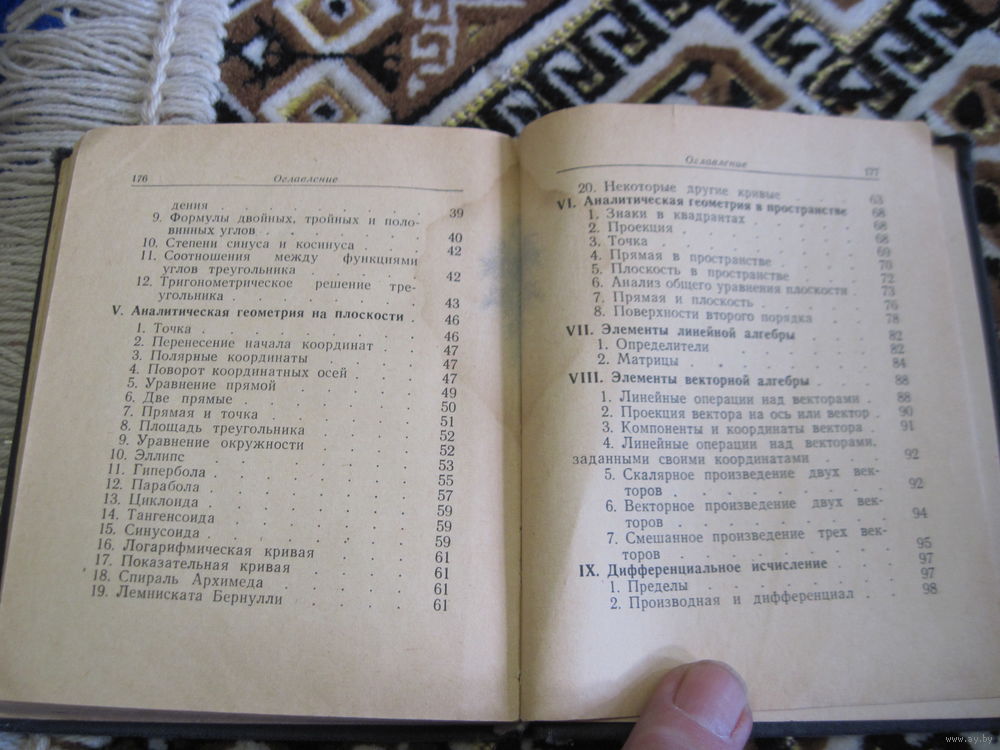 176 Оглавление
дения . . . . . . . . 39
9. Формулы двойных, тройных и поло-
винных углов . . . . . . . 40
10. Степени синуса и косинуса . . . 42
11. Соотношения между функциями
углов треугольника . . . . . 42
12. Тригонометрическое решение тре-
угольника . . . . . . . 43
V. Аналитическая геометрия на плоскости . 46
1. Точка . . . . . . . . 46
2. Перенесение начала координат . . 47
3. Полярные координаты . . . . 47
4. Поворот координатных осей . . . 47
5. Уравнение прямой . . . . . 49
6. Две прямые . . . . . . . 50
7. Прямая и точка . . . . . . 51
8. Площадь треугольника . . . . 52
9. Уравнение окружности . . . . 52
10. Эллипс . . . . . . . . 53
11. Гипербола . . . . . . . 55
12. Парабола . . . . . . . 57
13. Циклоида . . . . . . . 59
14. Тангенсоида . . . . . . 59
15. Синусоида . . . . . . . 59
16. Логарифмическая кривая . . . 61
17. Показательная кривая . . . . 61
18. Спираль Архимеда . . . . . 61
19. Лемниската Бернулли . . . . 61
Оглавление 177
20. Некоторые другие кривые . . . 63
VI. Аналитическая геометрия в пространстве 68
1. Знаки в квадрантах . . . . 68
2. Проекция . . . . . . . 68
3. Точка . . . . . . . . 69
4. Прямая в пространстве . . . . 70
5. Плоскость в пространстве . . . 72
6. Анализ общего уравнения плоскости . 73
7. Прямая и плоскость . . . . . 76
8. Поверхности второго порядка . . 78
VII. Элементы линейной алгебры . . . 82
1. Определители . . . . . . 82
2. Матрицы . . . . . . . 84
VIII. Элементы векторной алгебры . . . 88
1. Линейные операции над векторами . 88
2. Проекция вектора на ось или вектор . 90
3. Компоненты и координаты вектора . 91
4. Линейные операции над векторами,
заданными своими координатами . . 92
5. Скалярное произведение двух век-
торов . . . . . . . . 92
6. Векторное произведение двух век-
торов . . . . . . . . 94
7. Смешанное произведение трех век-
торов . . . . . . . . 95
IX. Дифференциальное исчисление . . . 97
1. Пределы . . . . . . . 97
2. Производная и дифференциал . . . 98
www.ay.by